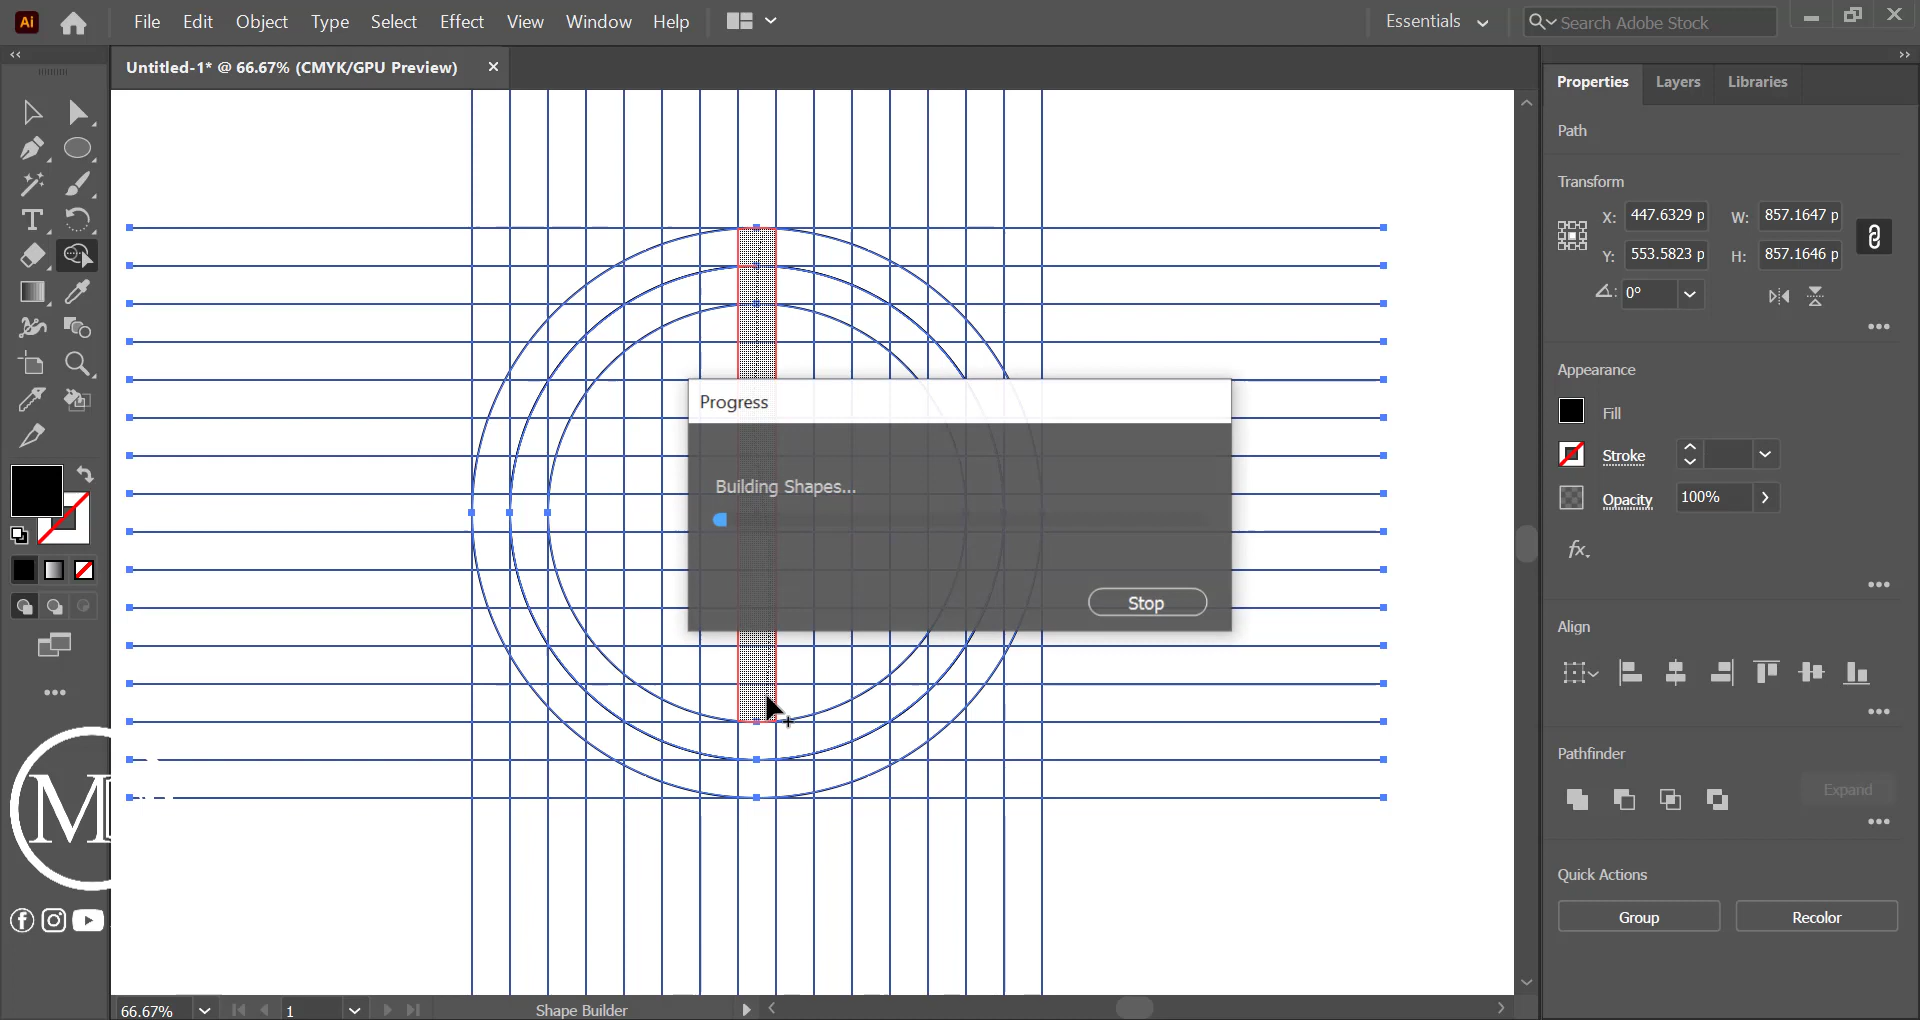 Ai File Edit Object Type Select Effect View Window Help Essentials Search Adobe Stock
Untitled-1* @ 66.67% (CMYK/GPU Preview)
Properties Layers Libraries
Path
Transform
X: 447.6329 p W: 857.1647 p
Y: 553.5823 p H: 857.1646 p
0°
Appearance
Fill
Stroke
Opacity 100%
fx.
Align
Pathfinder
Expand
Quick Actions
Group Recolor
Progress
Building Shapes...
Stop
M
66.67% 1 Shape Builder